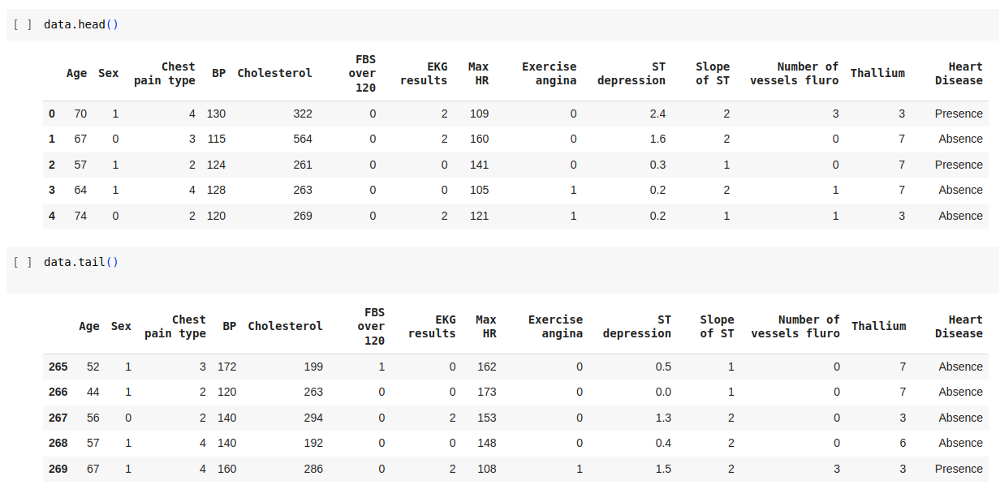 [ ] data.head()
Age Sex Chest pain type BP Cholesterol FBS over 120 EKG results Max HR Exercise angina ST depression Slope of ST Number of vessels fluro Thallium Heart Disease
0 70 1 4 130 322 0 2 109 0 2.4 2 3 3 Presence
1 67 0 3 115 564 0 2 160 0 1.6 2 0 7 Absence
2 57 1 2 124 261 0 0 141 0 0.3 1 0 7 Presence
3 64 1 4 128 263 0 0 105 1 0.2 2 1 7 Absence
4 74 0 2 120 269 0 2 121 1 0.2 1 1 3 Absence
[ ] data.tail()
Age Sex Chest pain type BP Cholesterol FBS over 120 EKG results Max HR Exercise angina ST depression Slope of ST Number of vessels fluro Thallium Heart Disease
265 52 1 3 172 199 1 0 162 0 0.5 1 0 7 Absence
266 44 1 2 120 263 0 0 173 0 0.0 1 0 7 Absence
267 56 0 2 140 294 0 2 153 0 1.3 2 0 3 Absence
268 57 1 4 140 192 0 0 148 0 0.4 2 0 6 Absence
269 67 1 4 160 286 0 2 108 1 1.5 2 3 3 Presence